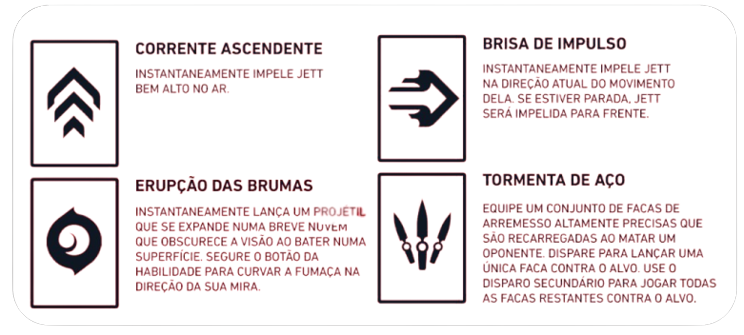 CORRENTE ASCENDENTE
INSTANTANEAMENTE IMPELE JETT
BEM ALTO NO AR.
BRISA DE IMPULSO
INSTANTANEAMENTE IMPELE JETT
NA DIREÇÃO ATUAL DO MOVIMENTO
DELA. SE ESTIVER PARADA, JETT
SERÁ IMPELIDA PARA FRENTE.
ERUPÇÃO DAS BRUMAS
INSTANTANEAMENTE LANÇA UM PROJÉTIL
QUE SE EXPANDE NUMA BREVE NUVEM
QUE OBSCURECE A VISÃO AO BATER NUMA
SUPERFÍCIE. SEGURE O BOTÃO DA
HABILIDADE PARA CURVAR A FUMAÇA NA
DIREÇÃO DA SUA MIRA.
TORMENTA DE AÇO
EQUIPE UM CONJUNTO DE FACAS DE
ARREMESSO ALTAMENTE PRECISAS QUE
SÃO RECARREGADAS AO MATAR UM
OPONENTE. DISPARE PARA LANÇAR UMA
ÚNICA FACA CONTRA O ALVO. USE O
DISPARO SECUNDÁRIO PARA JOGAR TODAS
AS FACAS RESTANTES CONTRA O ALVO.